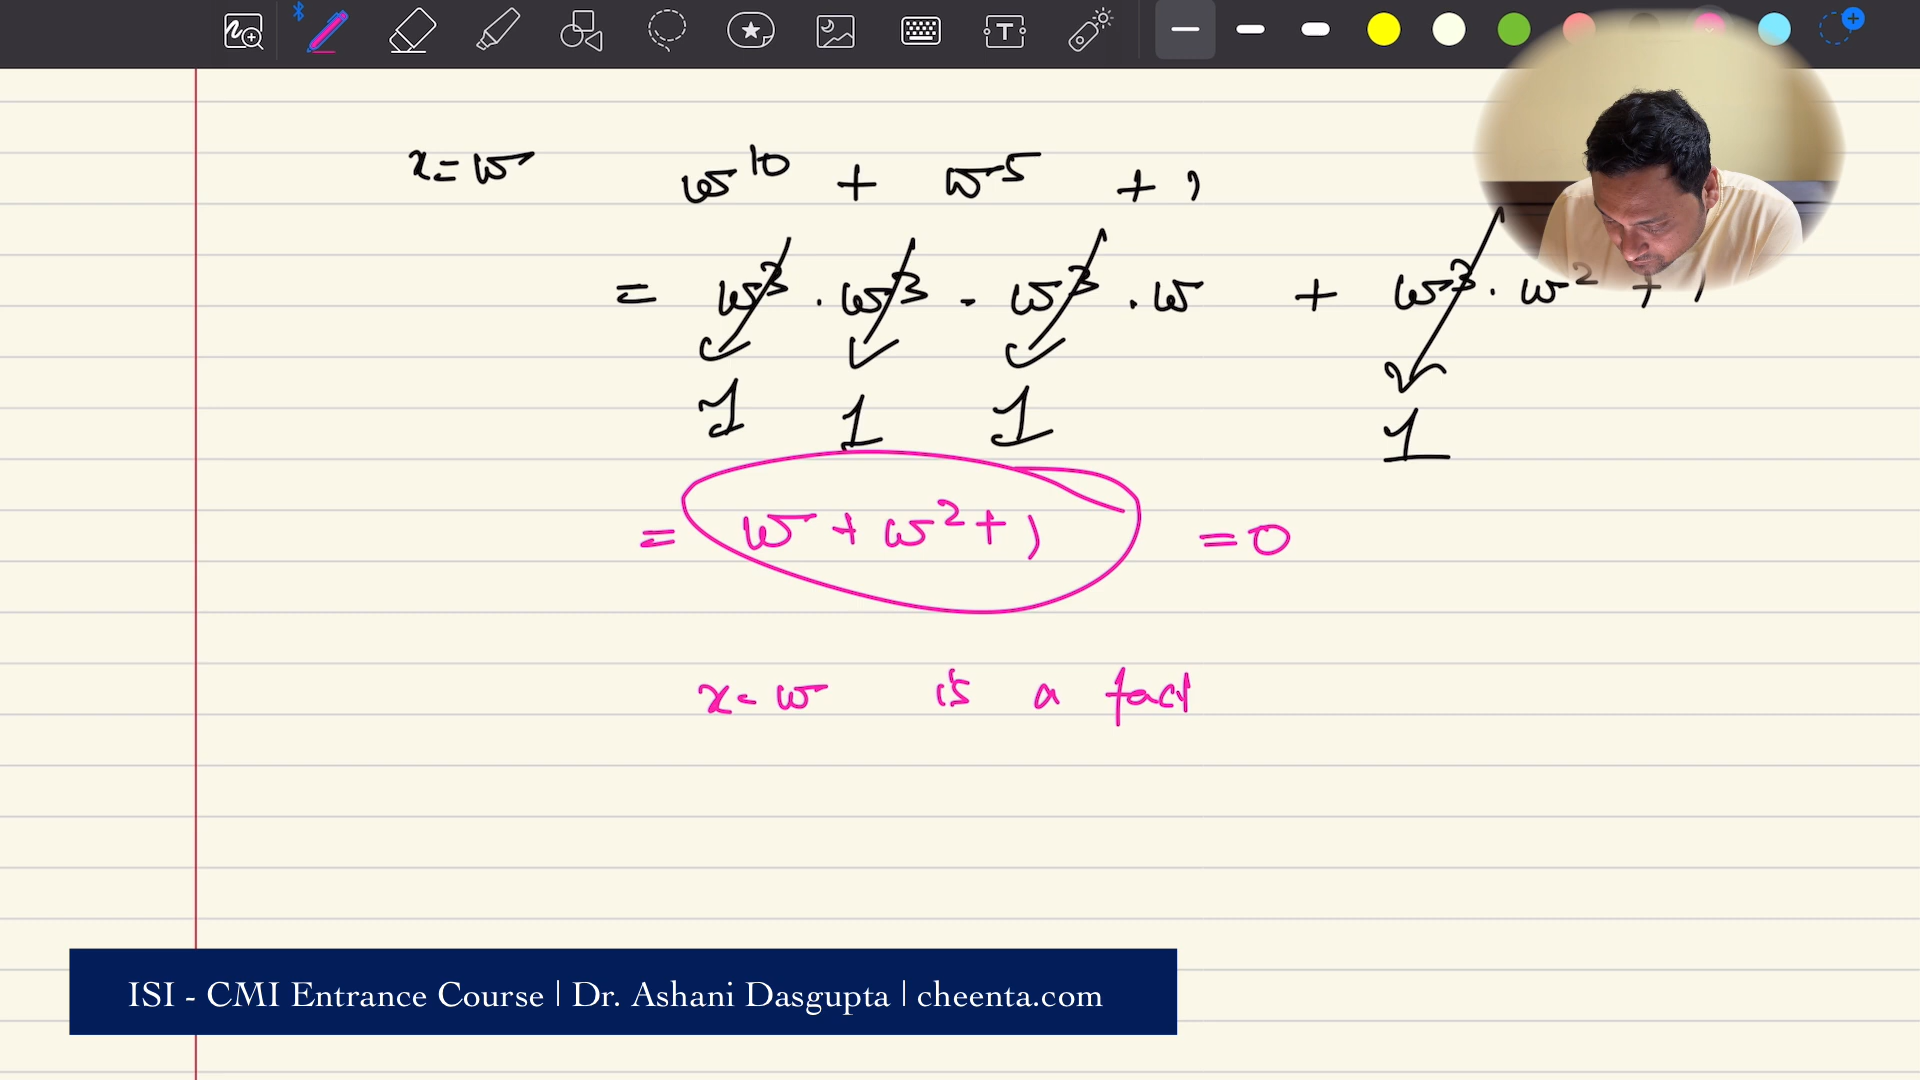 x = ω   ω^10 + ω^5 + 1
= ω^3 . ω^3 . ω^3 . ω + ω^3 . ω^2 + 1
1 1 1 1
= ω + ω^2 + 1 = 0
x = ω is a fact
ISI - CMI Entrance Course | Dr. Ashani Dasgupta | cheenta.com